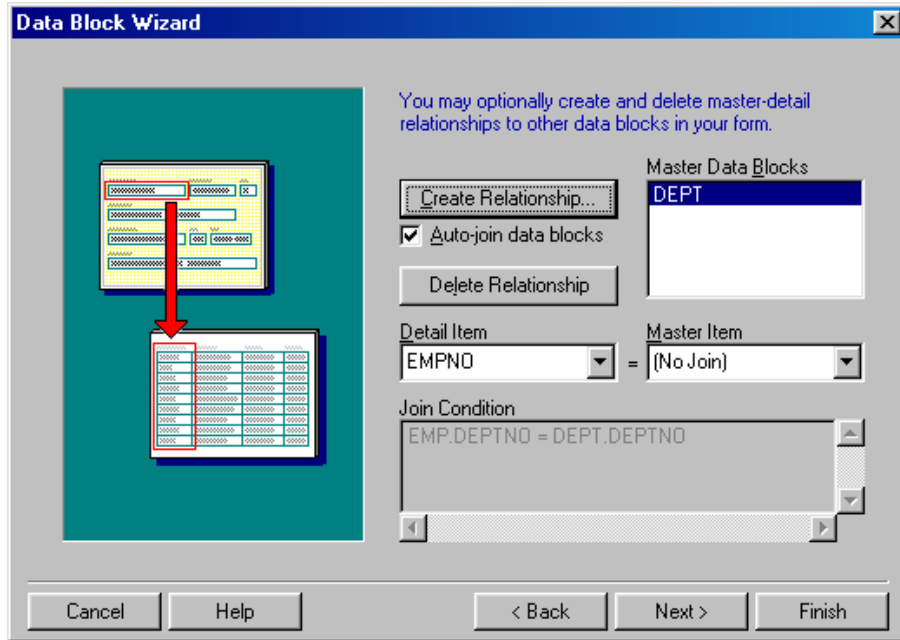 Data Block Wizard
You may optionally create and delete master-detail
relationships to other data blocks in your form.
Master Data Blocks
Create Relationship...
DEPT
Auto-join data blocks
Delete Relationship
Detail Item
Master Item
EMPNO
=
(No Join)
Join Condition
EMP.DEPTNO = DEPT.DEPTNO
Cancel
Help
< Back
Next >
Finish